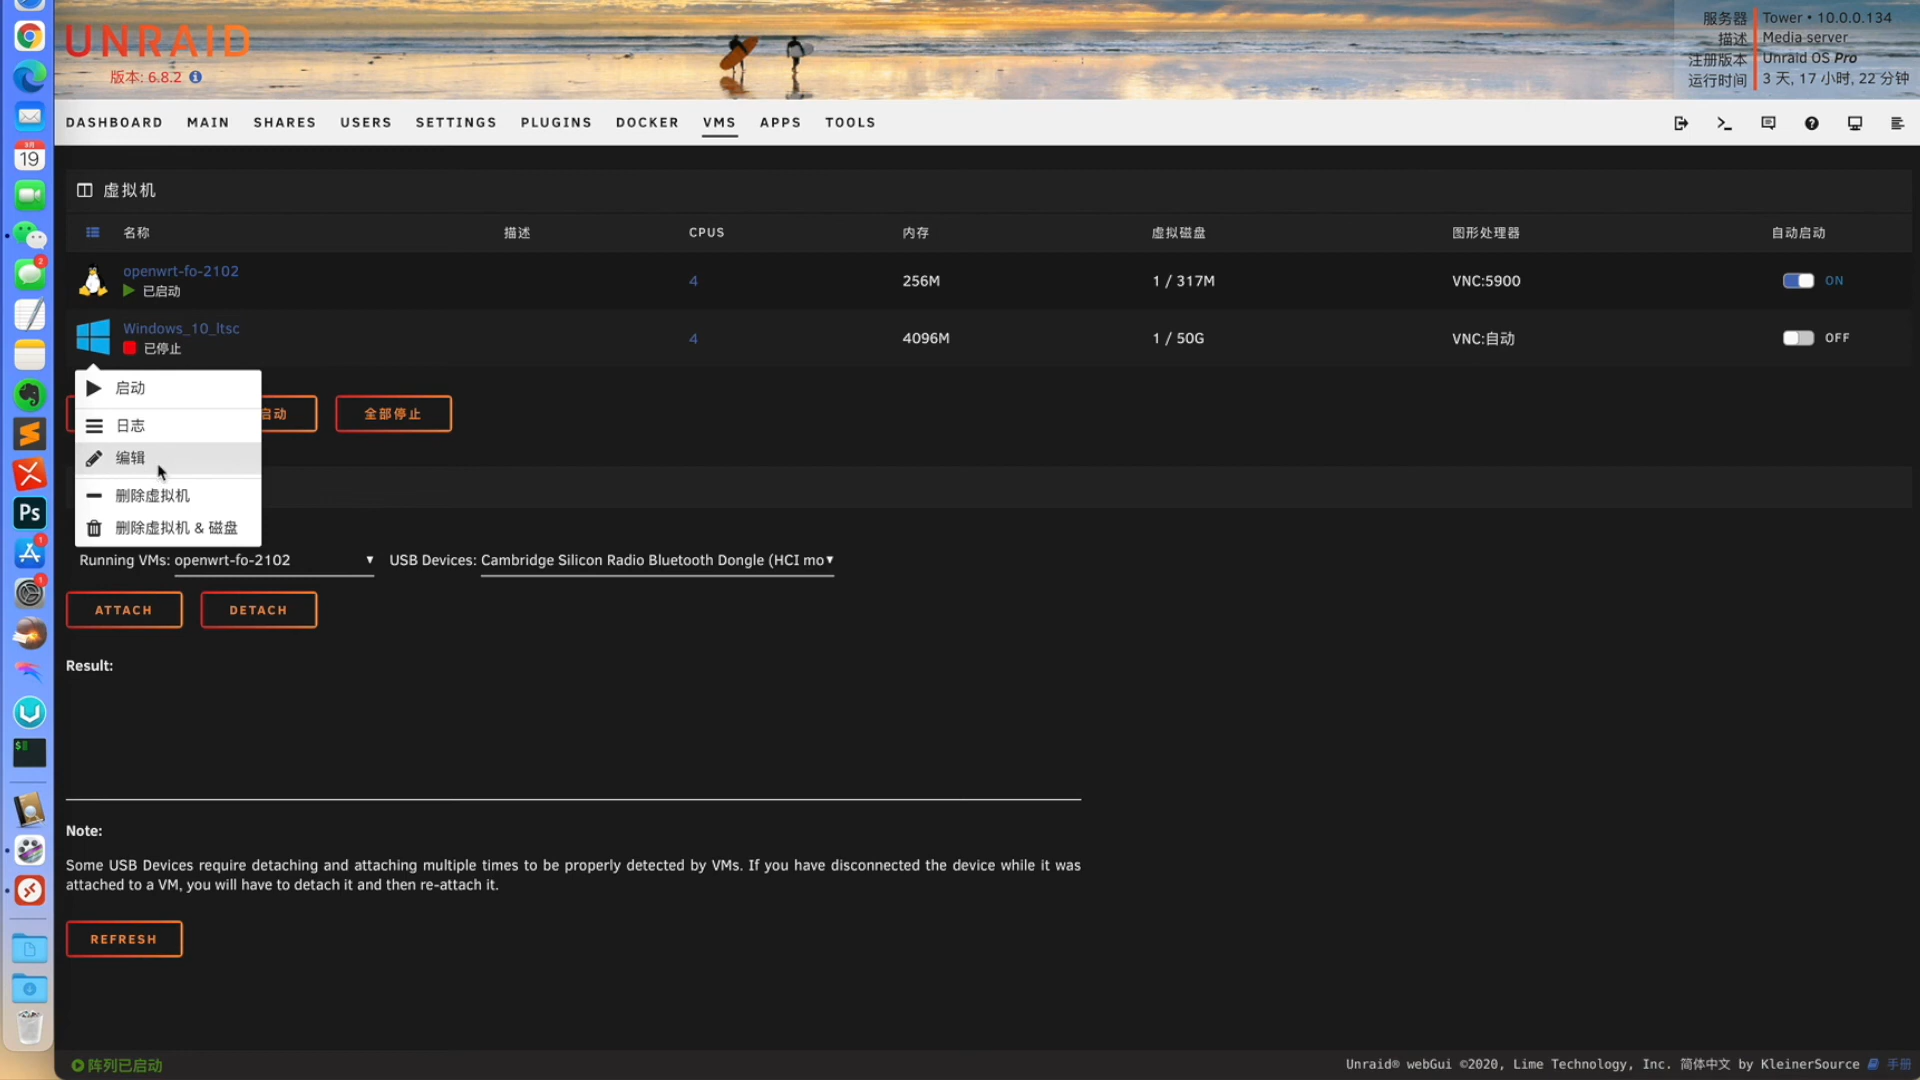 UNRAID
版本: 6.8.2
服务器 Tower • 10.0.0.134
描述 Media server
注册版本 Unraid OS Pro
运行时间 3 天, 17 小时, 22 分钟
DASHBOARD MAIN SHARES USERS SETTINGS PLUGINS DOCKER VMS APPS TOOLS
虚拟机
名称 描述 CPUS 内存 虚拟磁盘 图形处理器 自动启动
openwrt-fo-2102
已启动
4 256M 1 / 317M VNC:5900 ON
Windows_10_ltsc
已停止
4 4096M 1 / 50G VNC:自动 OFF
启动
日志
编辑
删除虚拟机
删除虚拟机 & 磁盘
启动 全部停止
Running VMs: openwrt-fo-2102 USB Devices: Cambridge Silicon Radio Bluetooth Dongle (HCI mo
ATTACH DETACH
Result:
Note:
Some USB Devices require detaching and attaching multiple times to be properly detected by VMs. If you have disconnected the device while it was
attached to a VM, you will have to detach it and then re-attach it.
REFRESH
阵列已启动
Unraid® webGui ©2020, Lime Technology, Inc. 简体中文 by KleinerSource 手册
3月
19
2
Ps
1
1
$